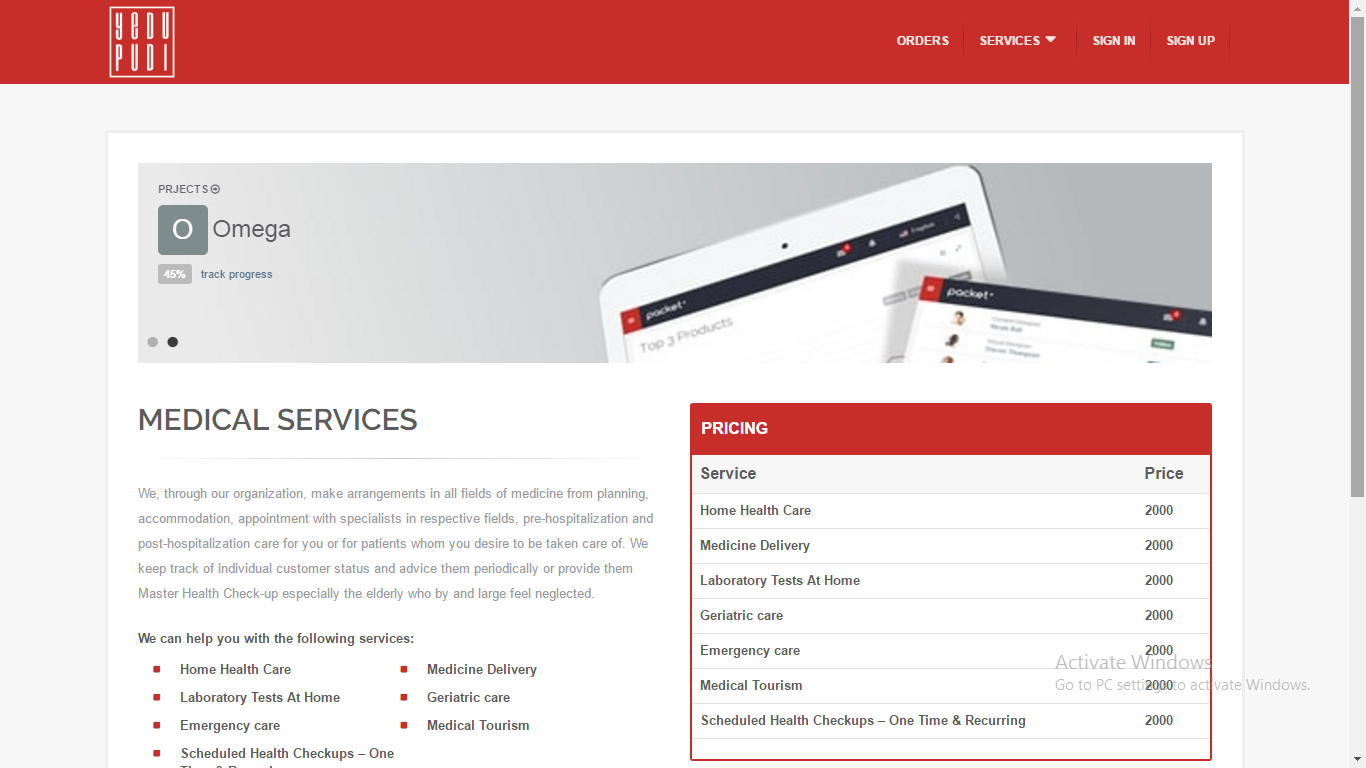 YEDU
PUDI
ORDERS
SERVICES
SIGN IN
SIGN UP
PRJECTS
O Omega
45% track progress
English
pocket
Top 3 Products
pocket
MEDICAL SERVICES
We, through our organization, make arrangements in all fields of medicine from planning,
accommodation, appointment with specialists in respective fields, pre-hospitalization and
post-hospitalization care for you or for patients whom you desire to be taken care of. We
keep track of individual customer status and advice them periodically or provide them
Master Health Check-up especially the elderly who by and large feel neglected.
We can help you with the following services:
Home Health Care
Medicine Delivery
Laboratory Tests At Home
Geriatric care
Emergency care
Medical Tourism
Scheduled Health Checkups – One
PRICING
Service Price
Home Health Care 2000
Medicine Delivery 2000
Laboratory Tests At Home 2000
Geriatric care 2000
Emergency care 2000
Medical Tourism 2000
Scheduled Health Checkups – One Time & Recurring 2000
Activate Windows
Go to PC settings to activate Windows.